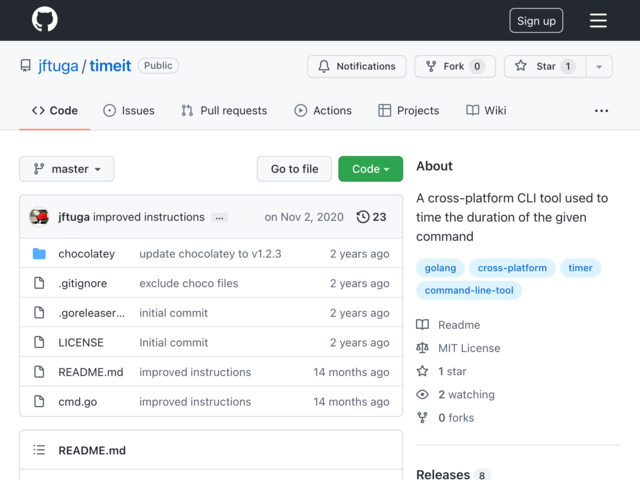 Sign up
jftuga / timeit Public
Notifications Fork 0 Star 1
Code Issues Pull requests Actions Projects Wiki ...
master Go to file Code
jftuga improved instructions ... on Nov 2, 2020 23
chocolatey update chocolatey to v1.2.3 2 years ago
.gitignore exclude choco files 2 years ago
.goreleaser... initial commit 2 years ago
LICENSE Initial commit 2 years ago
README.md improved instructions 14 months ago
cmd.go improved instructions 14 months ago
README.md
About
A cross-platform CLI tool used to
time the duration of the given
command
golang cross-platform timer
command-line-tool
Readme
MIT License
1 star
2 watching
0 forks
Releases 8